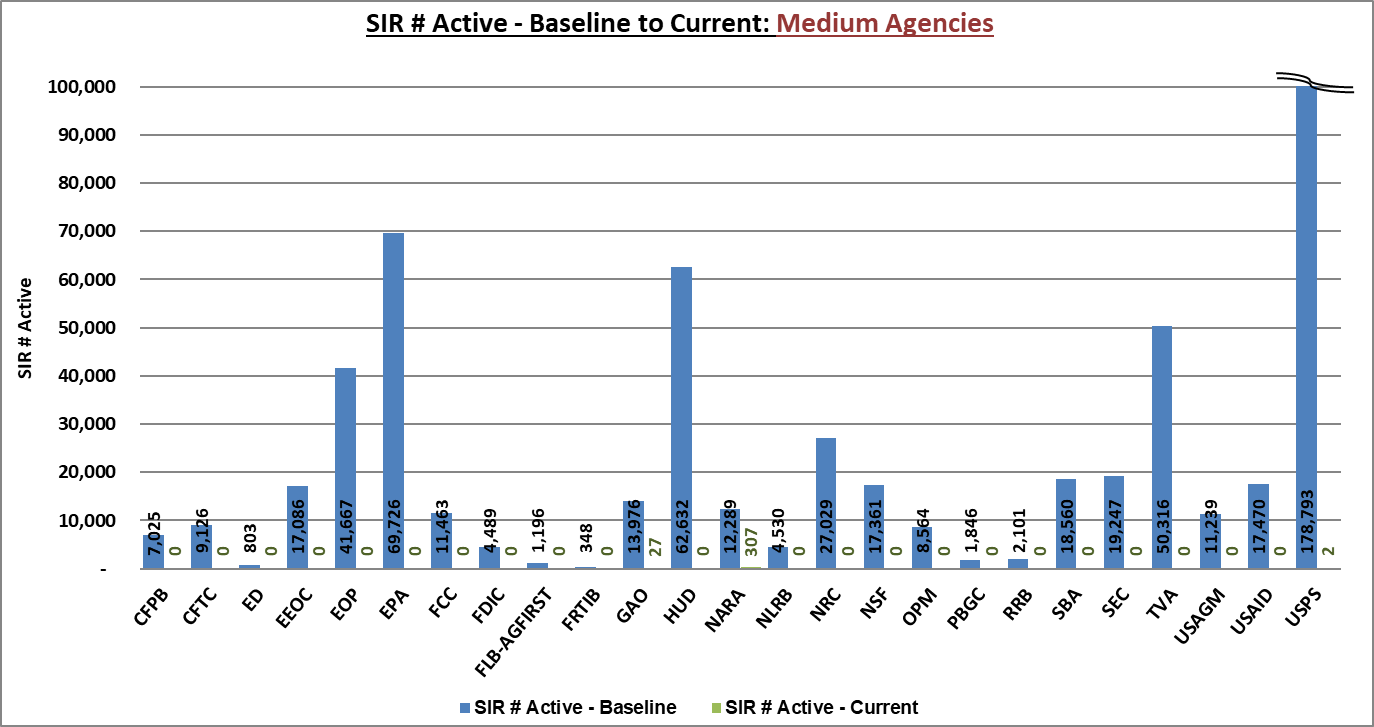 SIR # Active - Baseline to Current: Medium Agencies
SIR # Active
100,000
90,000
80,000
70,000
60,000
50,000
40,000
30,000
20,000
10,000
-
7,025
0
9,126
0
803
0
17,086
0
41,667
0
69,726
0
11,463
0
4,489
0
1,196
0
348
0
13,976
27
62,632
0
12,289
307
4,530
0
27,029
0
17,361
0
8,564
0
1,846
0
2,101
0
18,560
0
19,247
0
50,316
0
11,239
0
17,470
0
178,793
2
CFPB
CFTC
ED
EEOC
EOP
EPA
FCC
FDIC
FLB-AGFIRST
FRTIB
GAO
HUD
NARA
NLRB
NRC
NSF
OPM
PBGC
RRB
SBA
SEC
TVA
USAGM
USAID
USPS
SIR # Active - Baseline
SIR # Active - Current